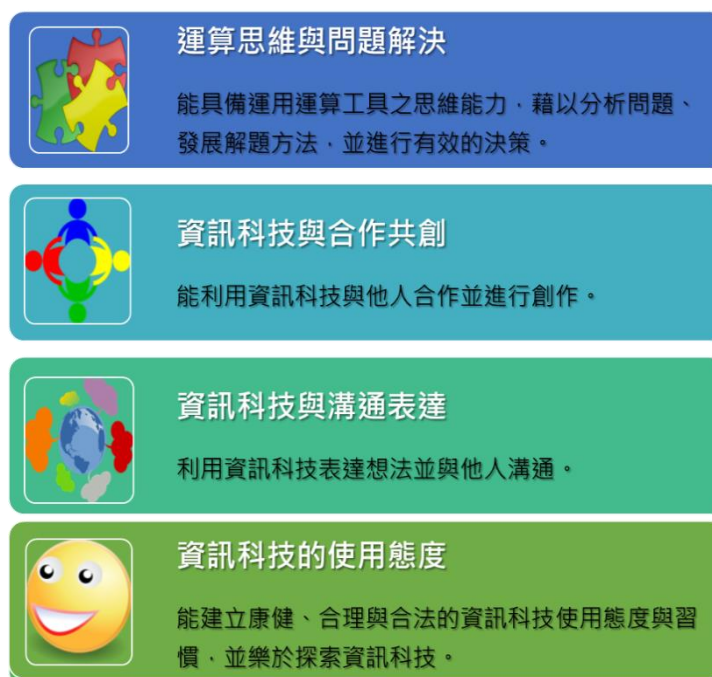 運算思維與問題解決
能具備運用運算工具之思維能力，藉以分析問題、
發展解題方法，並進行有效的決策。
資訊科技與合作共創
能利用資訊科技與他人合作並進行創作。
資訊科技與溝通表達
利用資訊科技表達想法並與他人溝通。
資訊科技的使用態度
能建立康健、合理與合法的資訊科技使用態度與習
慣，並樂於探索資訊科技。